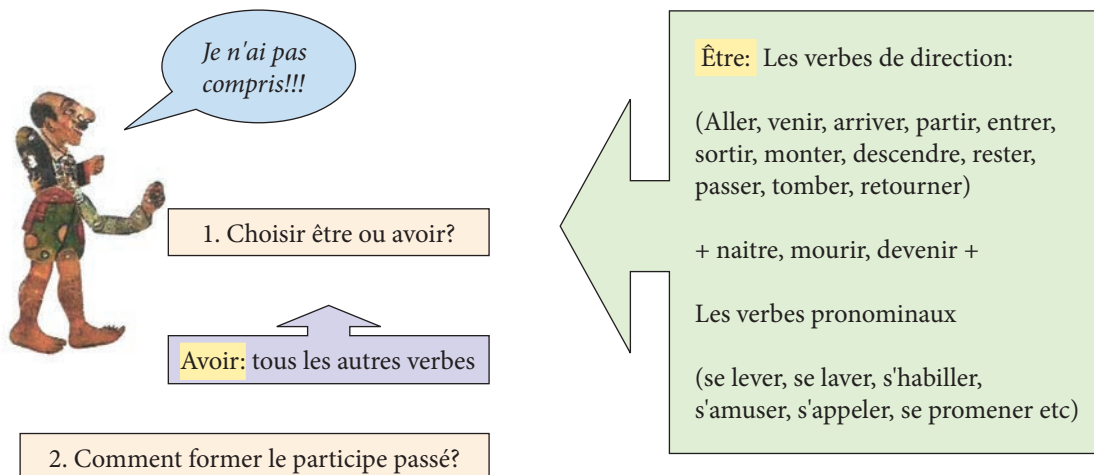 Je n'ai pas
compris!!!
1. Choisir être ou avoir?
Avoir: tous les autres verbes
2. Comment former le participe passé?
Être: Les verbes de direction:
(Aller, venir, arriver, partir, entrer,
sortir, monter, descendre, rester,
passer, tomber, retourner)
+ naitre, mourir, devenir +
Les verbes pronominaux
(se lever, se laver, s'habiller,
s'amuser, s'appeler, se promener etc)